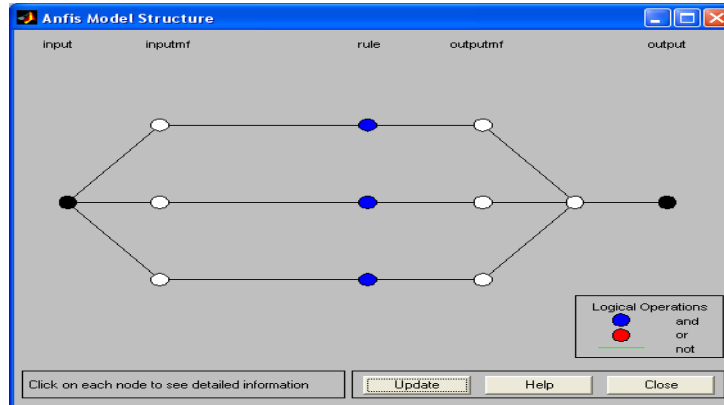 Anfis Model Structure
input inputmf rule outputmf output
Logical Operations
and
or
not
Click on each node to see detailed information
Update Help Close